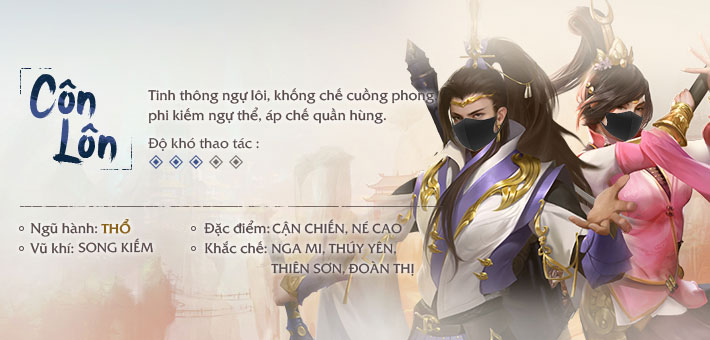 Côn
Lôn
Tinh thông ngự lôi, khống chế cuồng phong,
phi kiếm ngự thể, áp chế quần hùng.
Độ khó thao tác :
Ngũ hành: THỔ
Vũ khí: SONG KIẾM
Đặc điểm: CẬN CHIẾN, NÉ CAO
Khắc chế: NGA MI, THÚY YÊN,
THIÊN SƠN, ĐOÀN THỊ